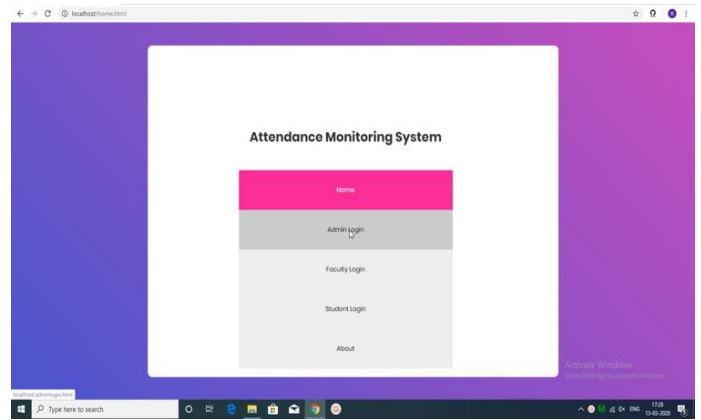 localhost/home.html
Attendance Monitoring System
Home
Admin Login
Faculty Login
Student Login
About
Activate Windows
Go to Settings to activate Windows.
localhost/adminlogin.html
Type here to search
ENG
17:28
13-03-2020